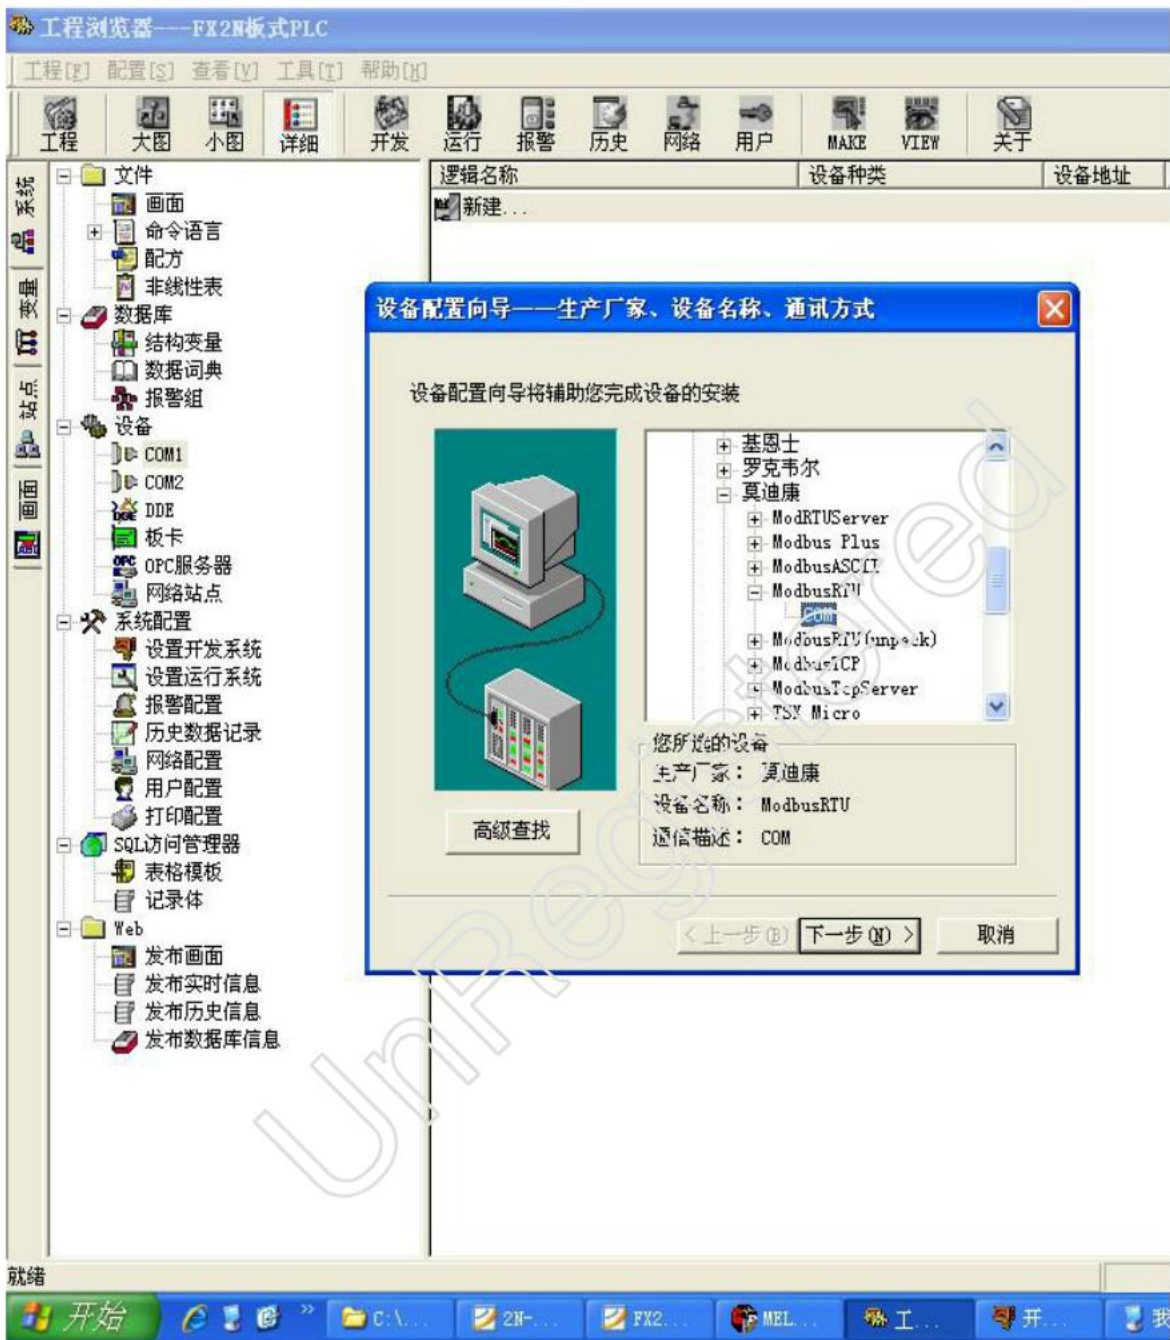 工程浏览器---FX2N板式PLC
工程[F] 配置[S] 查看[V] 工具[T] 帮助[H]
工程 大图 小图 详细 开发 运行 报警 历史 网络 用户 MAKE VIEW 关于
系统
变量
站点
画面
文件
画面
命令语言
配方
非线性表
数据库
结构变量
数据词典
报警组
设备
COM1
COM2
DDE
板卡
OPC服务器
网络站点
系统配置
设置开发系统
设置运行系统
报警配置
历史数据记录
网络配置
用户配置
打印配置
SQL访问管理器
表格模板
记录体
Web
发布画面
发布实时信息
发布历史信息
发布数据库信息
逻辑名称 设备种类 设备地址
新建...
设备配置向导——生产厂家、设备名称、通讯方式
设备配置向导将辅助您完成设备的安装
基恩士
罗克韦尔
莫迪康
ModRTUServer
Modbus Plus
ModbusASCII
ModbusRTU
COM
ModbusRTU(unpack)
ModbusTCP
ModbusTcpServer
TSX Micro
您所选的设备
生产厂家： 莫迪康
设备名称： ModbusRTU
通信描述： COM
高级查找
<上一步(B) 下一步(N) > 取消
UnRegistered
就绪
开始 » C:\... 2N-... FX2... MEL... 工... 开... 我